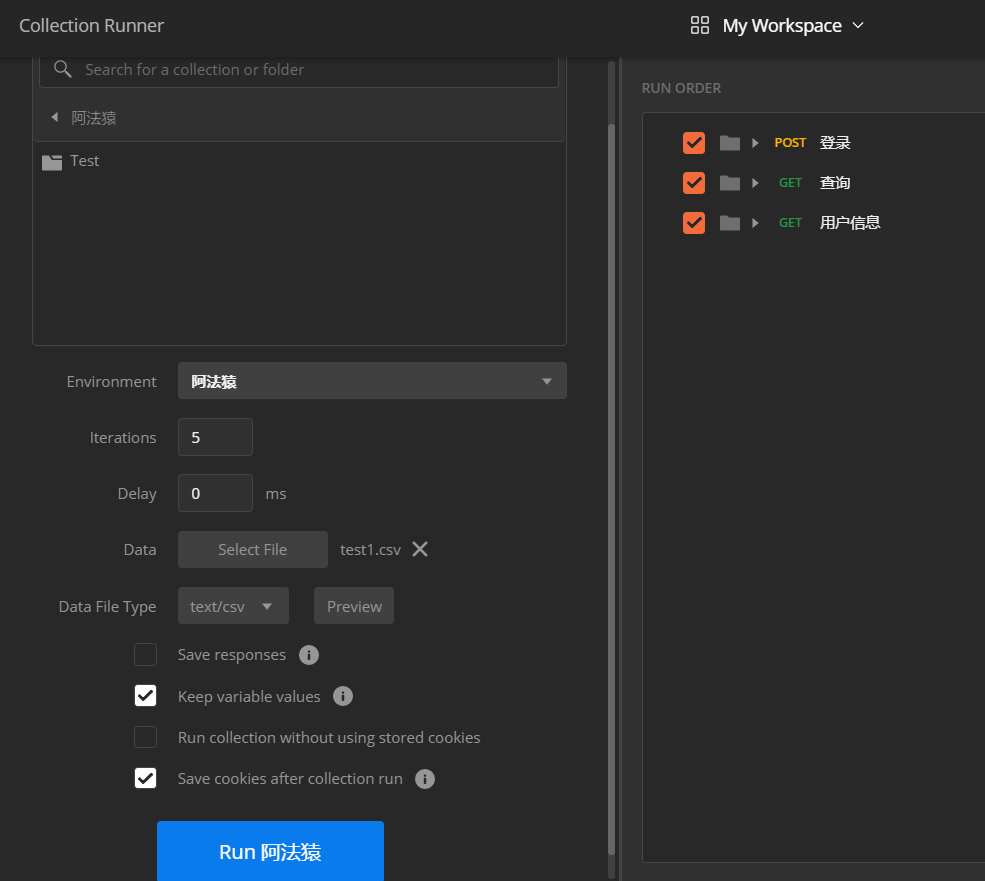 Collection Runner
My Workspace
Search for a collection or folder
阿法猿
Test
Environment
阿法猿
Iterations
5
Delay
0
ms
Data
Select File
test1.csv
Data File Type
text/csv
Preview
Save responses
Keep variable values
Run collection without using stored cookies
Save cookies after collection run
Run 阿法猿
RUN ORDER
POST 登录
GET 查询
GET 用户信息